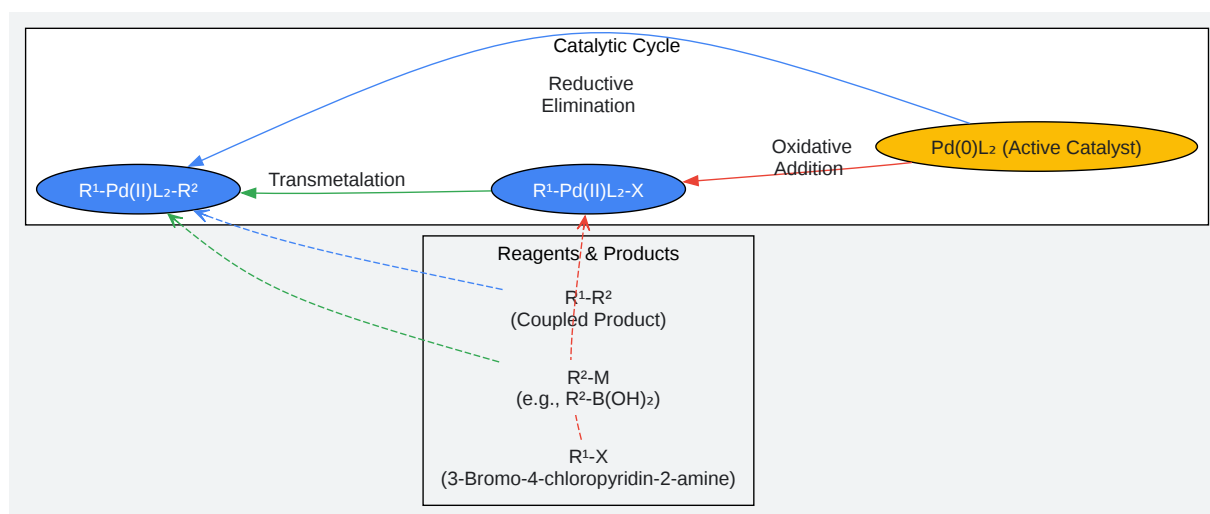 Catalytic Cycle
Reductive
Elimination
Oxidative
Addition
Pd(0)L₂ (Active Catalyst)
Transmetalation
R¹-Pd(II)L₂-R²
R¹-Pd(II)L₂-X
Reagents & Products
R¹-R²
(Coupled Product)
R²-M
(e.g., R²-B(OH)₂)
R¹-X
(3-Bromo-4-chloropyridin-2-amine)